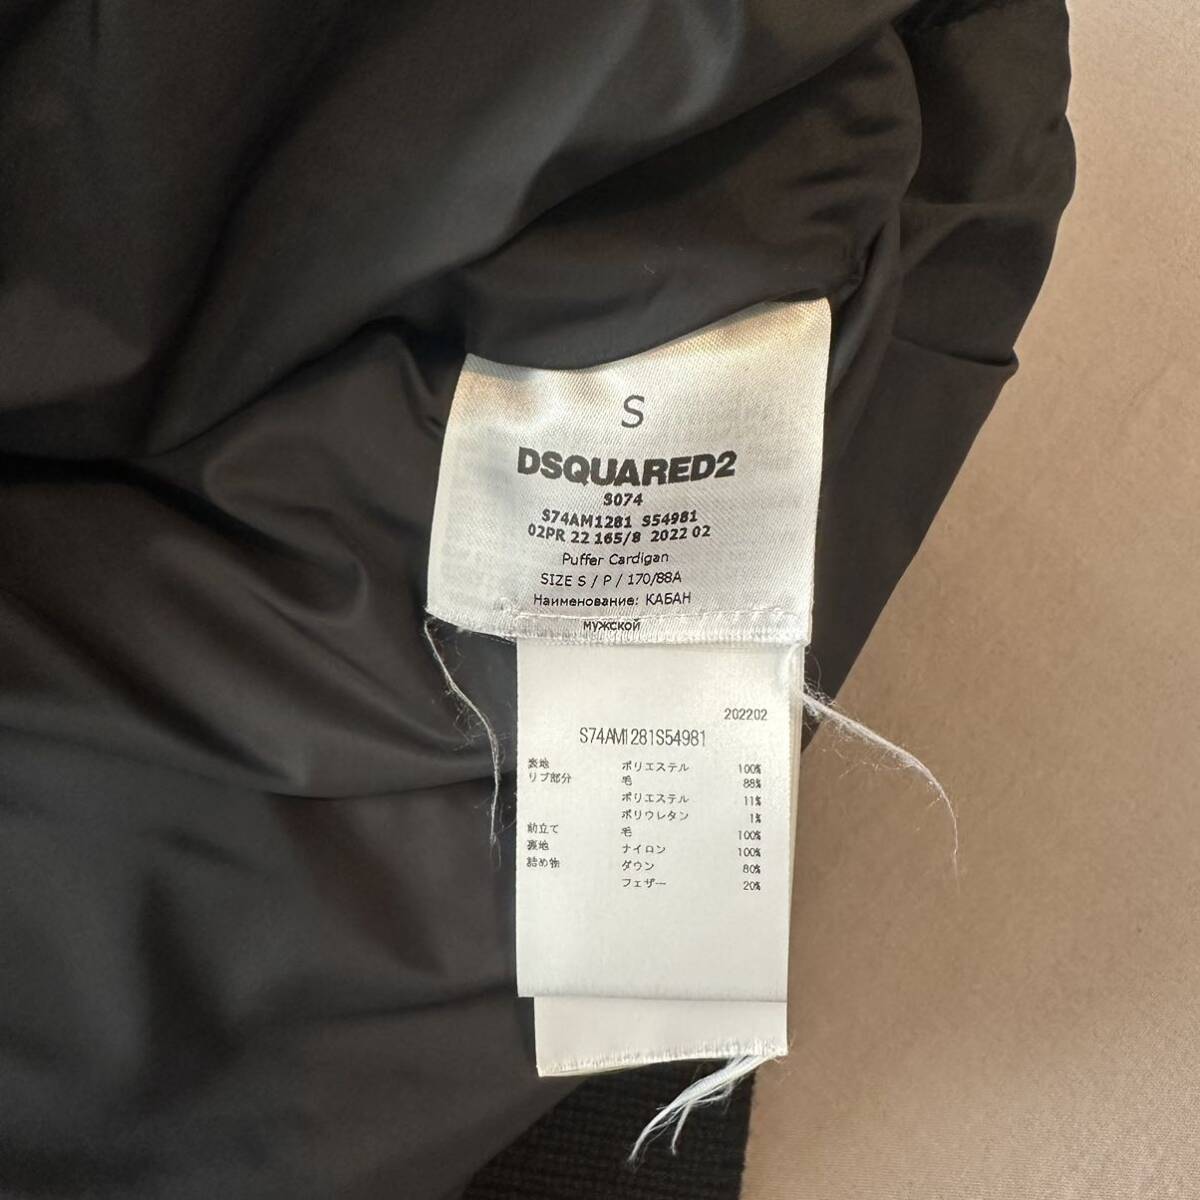 S
DSQUARED2
S074
S74AM1281 S54981
02PR 22 165/8 2022 02
Puffer Cardigan
SIZE S / P / 170/88A
Наименование: КАБАН
мужской
202202
S74AM1281S54981
表地 ポリエステル 100%
リブ部分 毛 88%
ポリエステル 11%
ポリウレタン 1%
前立て 毛 100%
裏地 ナイロン 100%
詰め物 ダウン 80%
フェザー 20%